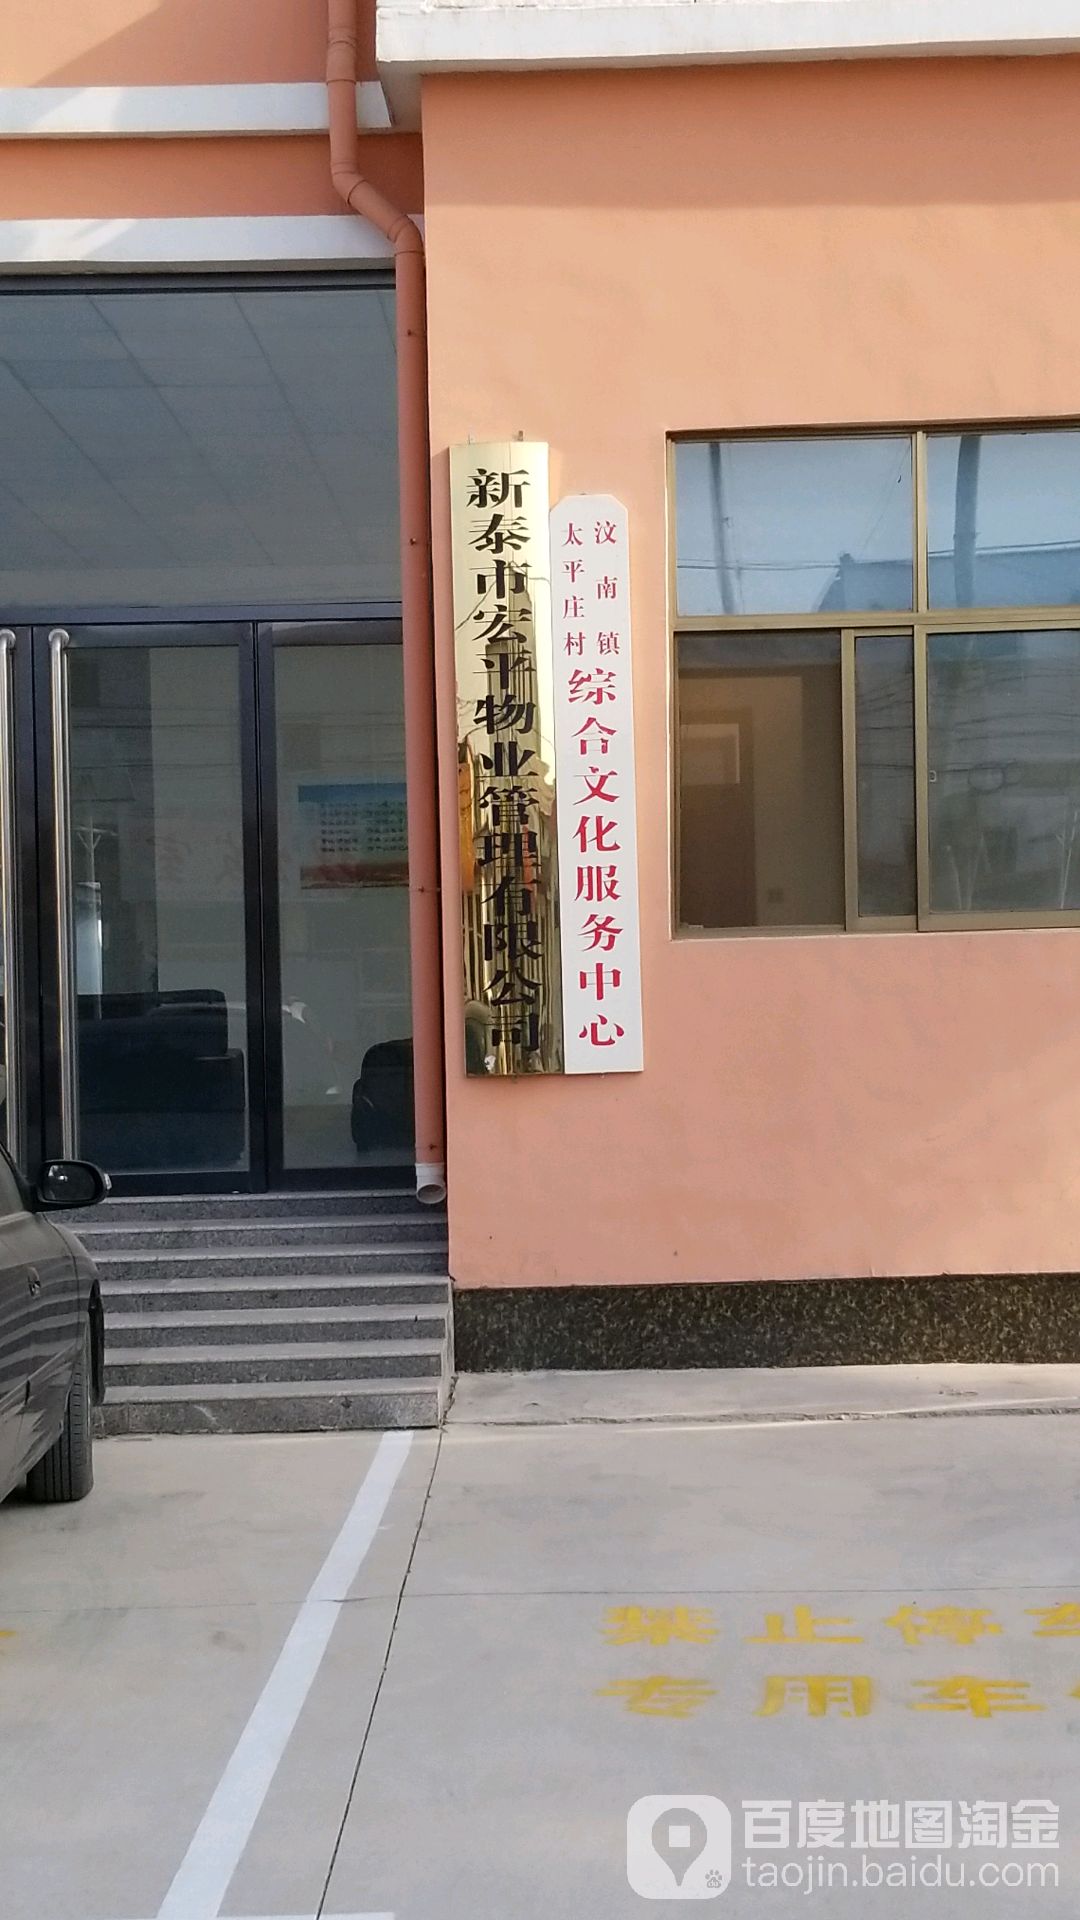 新泰市宏平物业管理有限公司
汶南镇
太平庄村
综合文化服务中心
禁止停车
专用车
百度地图淘金
taojin.baidu.com